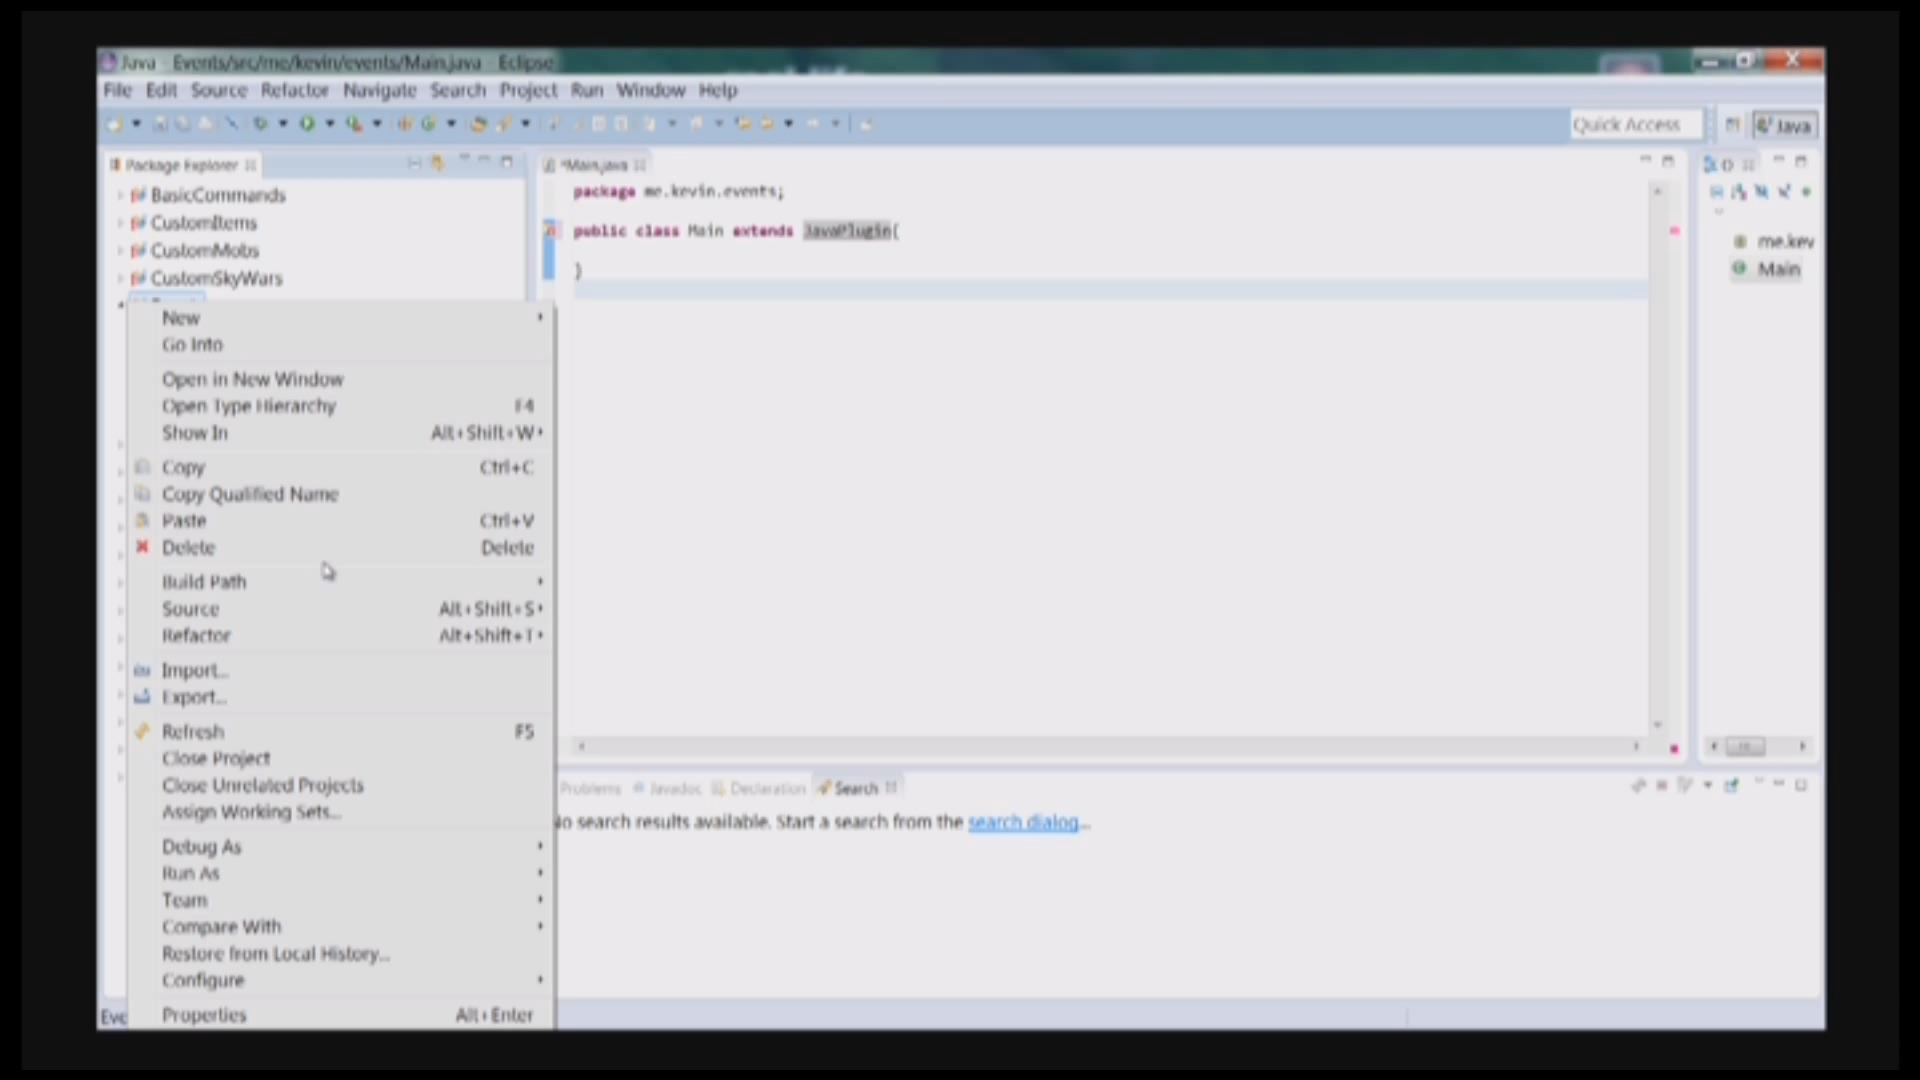 Java - Events/src/me/kevin/events/Main.java - Eclipse
File Edit Source Refactor Navigate Search Project Run Window Help
Quick Access
Java
Package Explorer
BasicCommands
CustomItems
CustomMobs
CustomSkyWars
New
Go Into
Open in New Window
Open Type Hierarchy F4
Show In Alt+Shift+W
Copy Ctrl+C
Copy Qualified Name
Paste Ctrl+V
Delete Delete
Build Path
Source Alt+Shift+S
Refactor Alt+Shift+T
Import...
Export...
Refresh F5
Close Project
Close Unrelated Projects
Assign Working Sets...
Debug As
Run As
Team
Compare With
Restore from Local History...
Configure
Properties Alt+Enter
Eve
*Main.java
package me.kevin.events;
public class Main extends JavaPlugin{
}
Problems Javadoc Declaration Search
No search results available. Start a search from the search dialog...
O
me.kev
Main